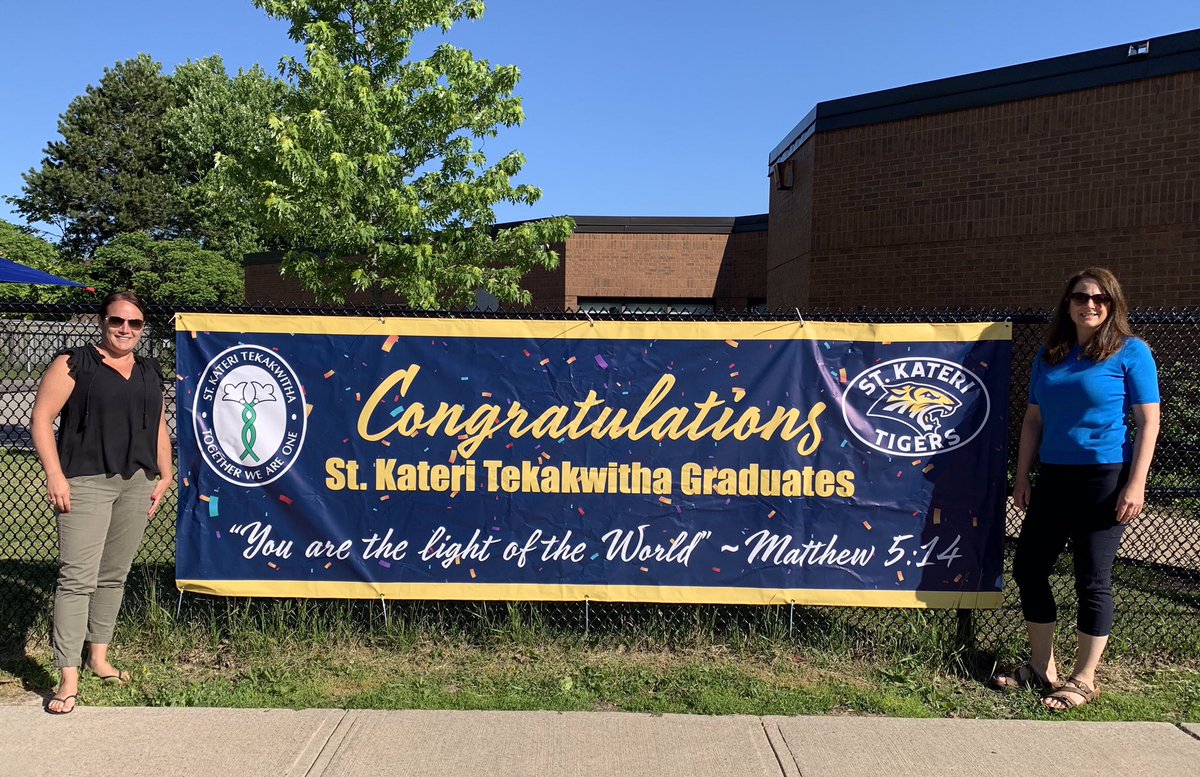 ST. KATERI TEKAKWITHA
TOGETHER WE ARE ONE
Congratulations
St. Kateri Tekakwitha Graduates
"You are the light of the World" ~Matthew 5:14
ST. KATERI
TIGERS